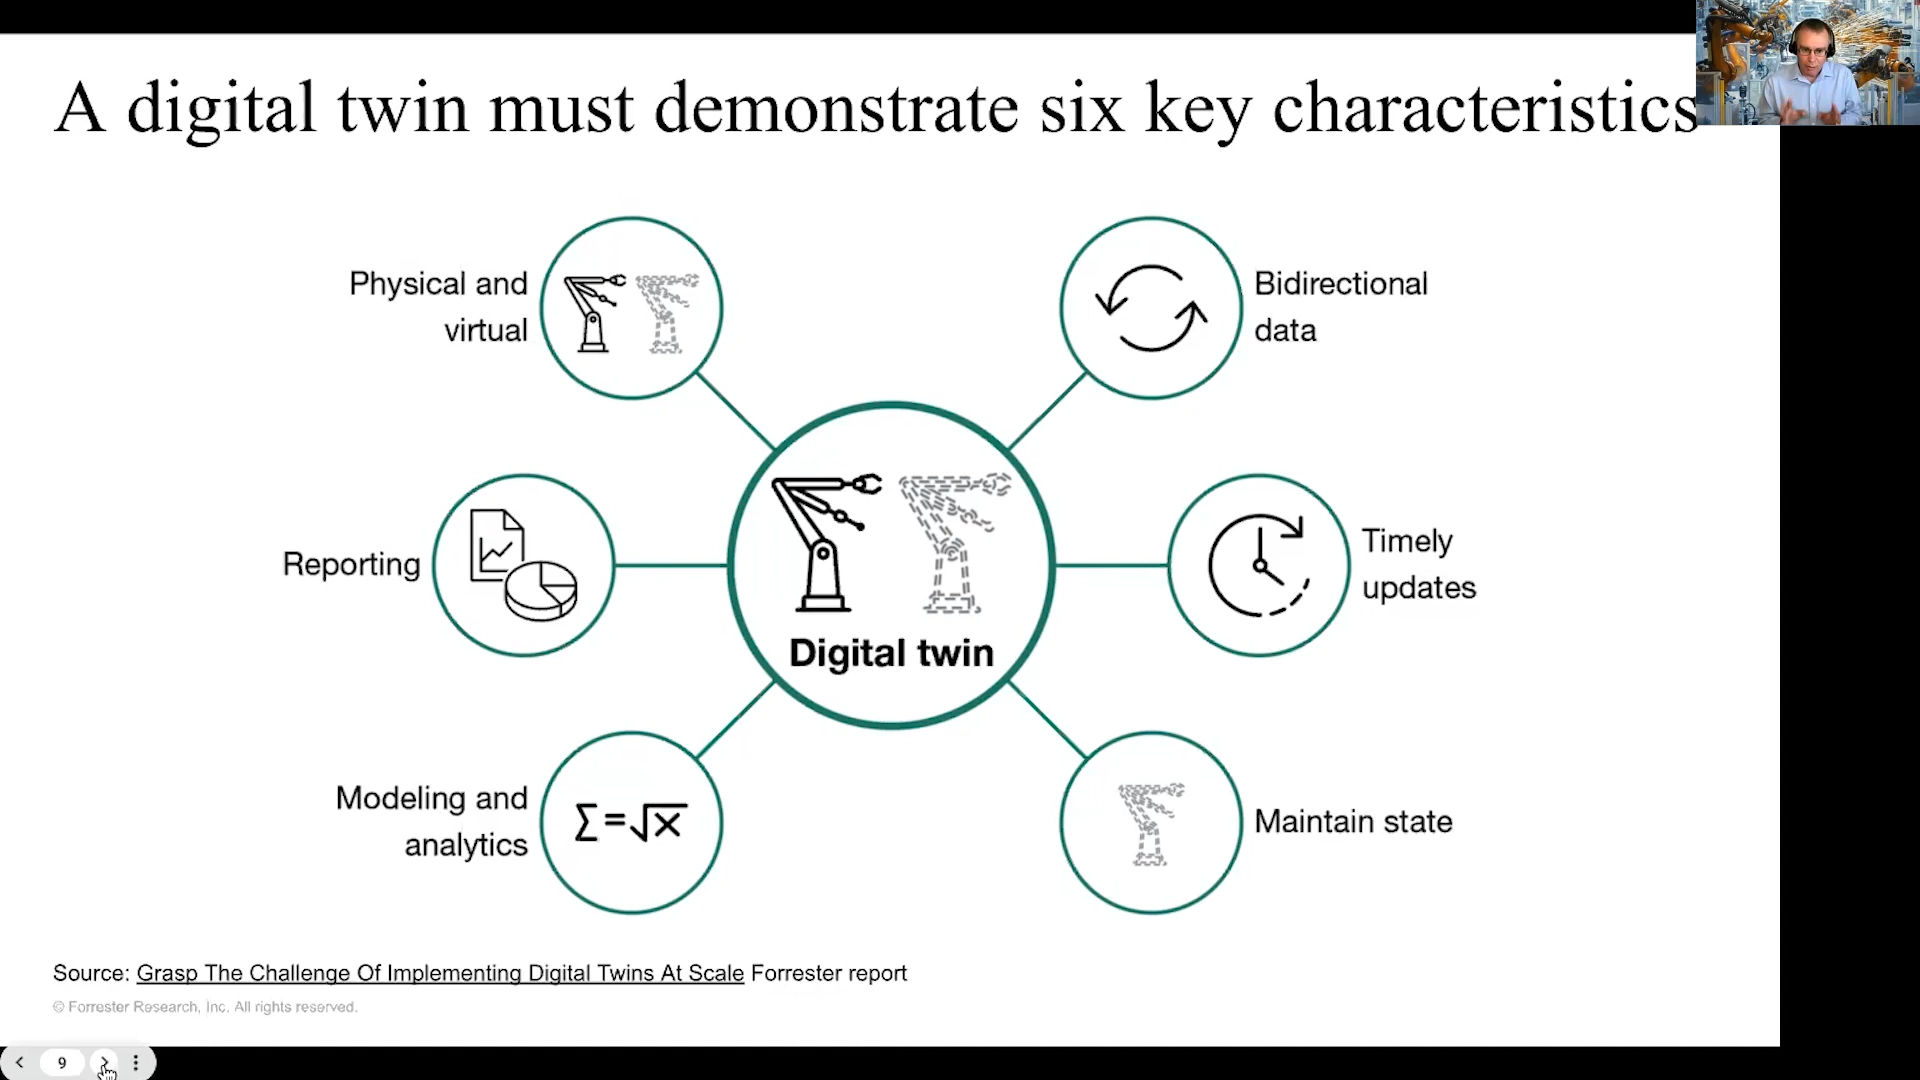 A digital twin must demonstrate six key characteristics
Physical and
virtual
Bidirectional
data
Reporting
Timely
updates
Digital twin
Modeling and
analytics
Σ=√x
Maintain state
Source: Grasp The Challenge Of Implementing Digital Twins At Scale Forrester report
© Forrester Research, Inc. All rights reserved.
9